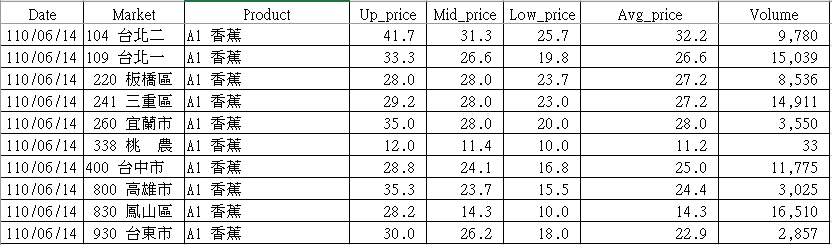 Date Market Product Up_price Mid_price Low_price Avg_price Volume
110/06/14 104 台北二 A1 香蕉 41.7 31.3 25.7 32.2 9,780
110/06/14 109 台北一 A1 香蕉 33.3 26.6 19.8 26.6 15,039
110/06/14 220 板橋區 A1 香蕉 28.0 28.0 23.0 27.2 8,536
110/06/14 241 三重區 A1 香蕉 29.2 28.0 23.7 27.2 14,911
110/06/14 260 宜蘭市 A1 香蕉 35.0 28.0 20.0 28.0 3,550
110/06/14 338 桃　農 A1 香蕉 12.0 11.4 10.0 11.2 33
110/06/14 400 台中市 A1 香蕉 28.8 24.1 16.8 25.0 11,775
110/06/14 800 高雄市 A1 香蕉 35.3 23.7 15.5 24.4 3,025
110/06/14 830 鳳山區 A1 香蕉 28.2 14.3 10.0 14.3 16,510
110/06/14 930 台東市 A1 香蕉 30.0 26.2 18.0 22.9 2,857